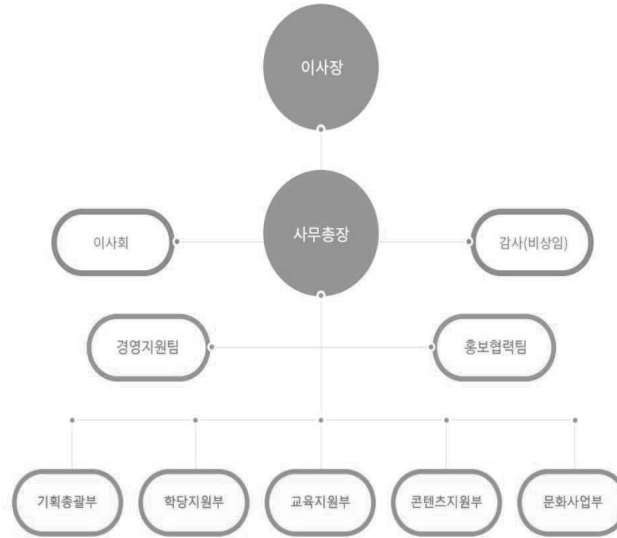 이사장
사무총장
이사회
감사(비상임)
경영지원팀
홍보협력팀
기획총괄부
학당지원부
교육지원부
콘텐츠지원부
문화사업부